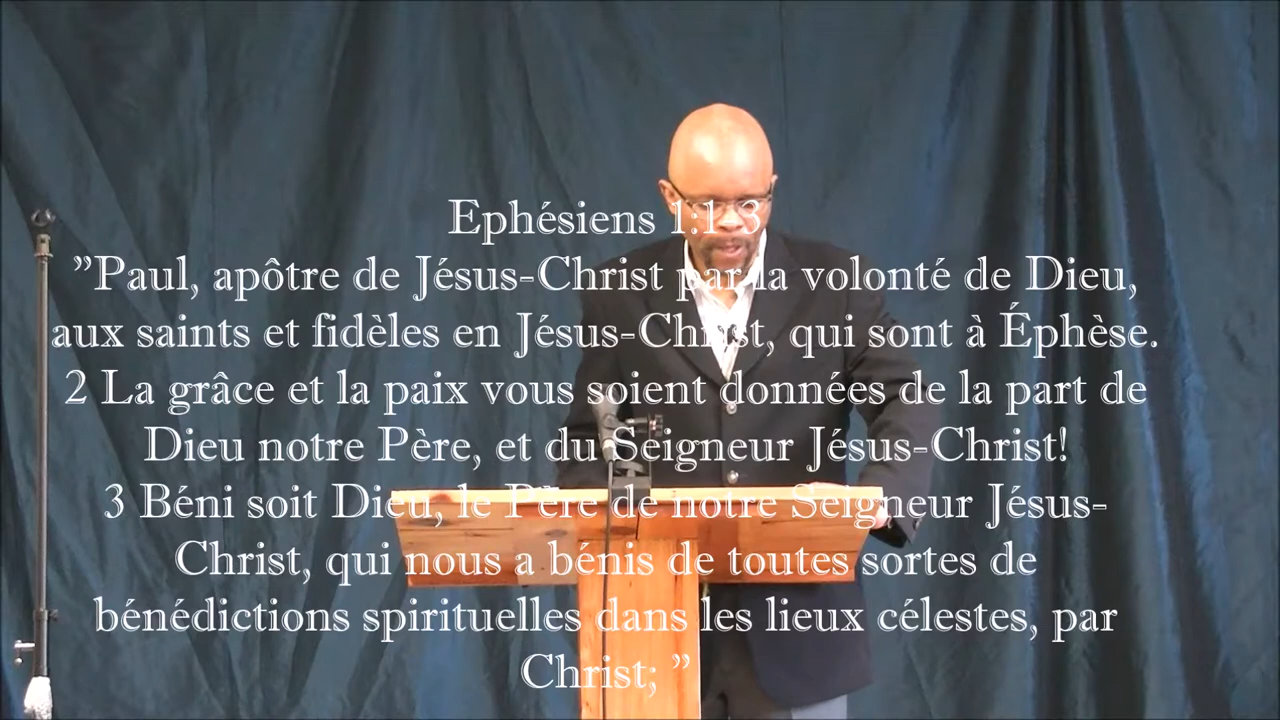 Ephésiens 1:1-3
”Paul, apôtre de Jésus-Christ par la volonté de Dieu,
aux saints et fidèles en Jésus-Christ, qui sont à Éphèse.
2 La grâce et la paix vous soient données de la part de
Dieu notre Père, et du Seigneur Jésus-Christ!
3 Béni soit Dieu, le Père de notre Seigneur Jésus-
Christ, qui nous a bénis de toutes sortes de
bénédictions spirituelles dans les lieux célestes, par
Christ; ”